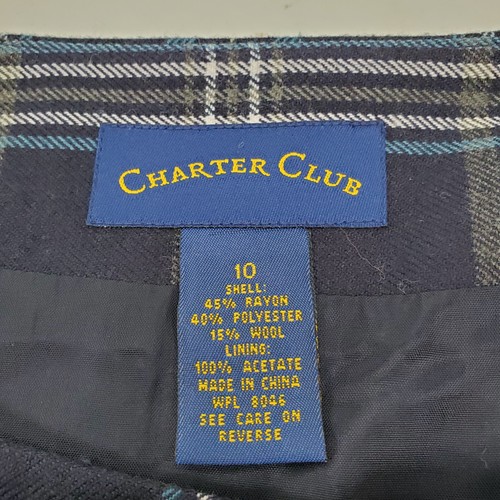 CHARTER CLUB
10
SHELL:
45% RAYON
40% POLYESTER
15% WOOL
LINING:
100% ACETATE
MADE IN CHINA
WPL 8046
SEE CARE ON
REVERSE